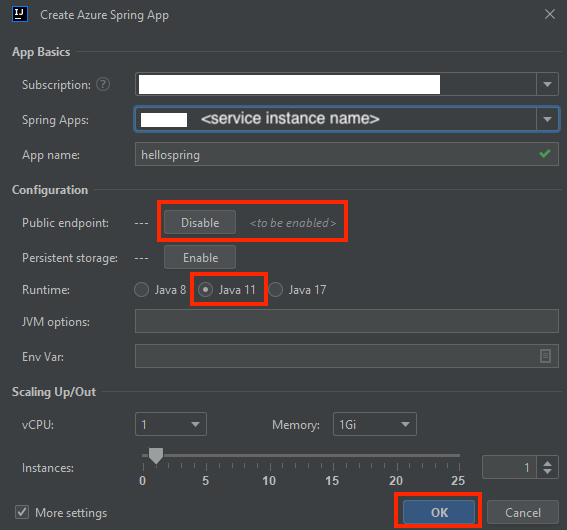 IJ Create Azure Spring App
App Basics
Subscription: ?
Spring Apps: <service instance name>
App name: hellospring
Configuration
Public endpoint: --- Disable <to be enabled>
Persistent storage: --- Enable
Runtime: Java 8 Java 11 Java 17
JVM options:
Env Var:
Scaling Up/Out
vCPU: 1 Memory: 1Gi
Instances: 1
0 5 10 15 20 25
More settings OK Cancel